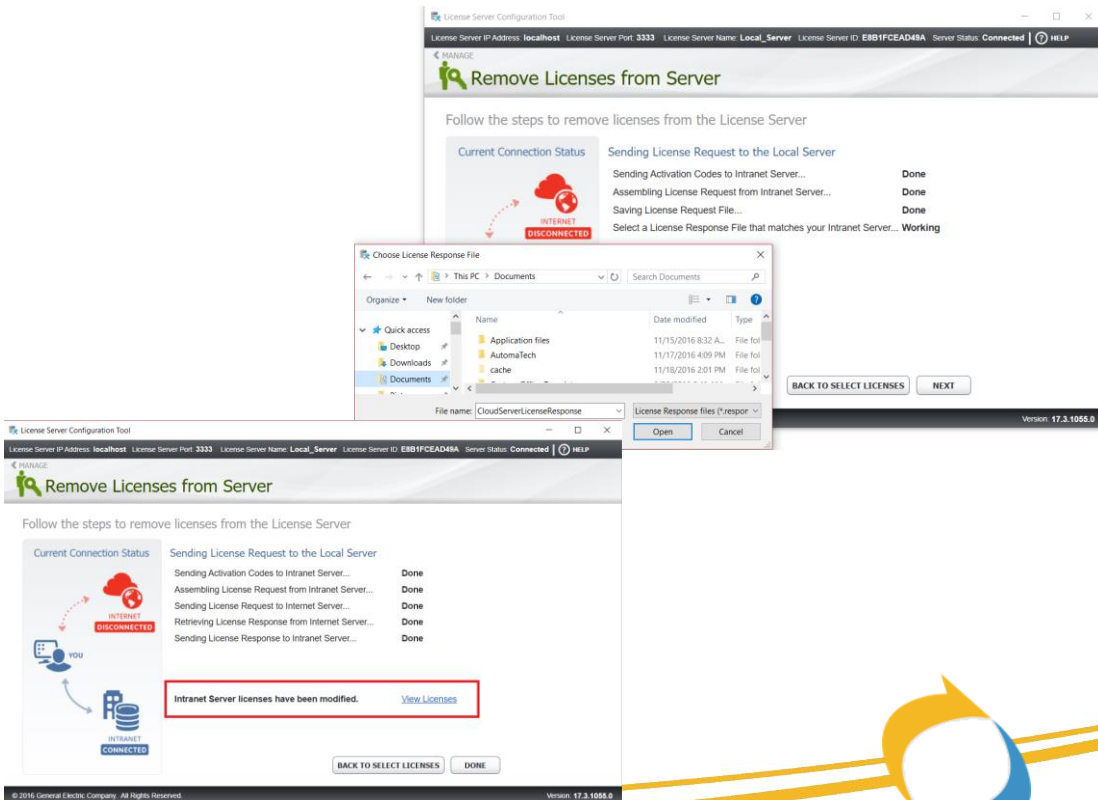 License Server Configuration Tool
License Server IP Address: localhost License Server Port: 3333 License Server Name: Local_Server License Server ID: E8B1FCEAD49A Server Status: Connected | ? HELP
MANAGE
Remove Licenses from Server
Follow the steps to remove licenses from the License Server
Current Connection Status
Sending License Request to the Local Server
Sending Activation Codes to Intranet Server... Done
Assembling License Request from Intranet Server... Done
Saving License Request File... Done
Select a License Response File that matches your Intranet Server... Working
INTERNET
DISCONNECTED
BACK TO SELECT LICENSES NEXT
Version: 17.3.1055.0
Choose License Response File
This PC > Documents
Search Documents
Organize New folder
Name Date modified Type
Quick access
Desktop
Downloads
Documents
Application files 11/15/2016 8:32 A... File fol
AutomaTech 11/17/2016 4:09 PM File fol
cache 11/18/2016 2:01 PM File fol
File name: CloudServerLicenseResponse
License Response files (*.respor
Open Cancel
License Server Configuration Tool
License Server IP Address: localhost License Server Port: 3333 License Server Name: Local_Server License Server ID: E8B1FCEAD49A Server Status: Connected | ? HELP
MANAGE
Remove Licenses from Server
Follow the steps to remove licenses from the License Server
Current Connection Status
Sending License Request to the Local Server
Sending Activation Codes to Intranet Server... Done
Assembling License Request from Intranet Server... Done
Sending License Request to Internet Server... Done
Retrieving License Response from Internet Server... Done
Sending License Response to Intranet Server... Done
INTERNET
DISCONNECTED
YOU
INTRANET
CONNECTED
Intranet Server licenses have been modified. View Licenses
BACK TO SELECT LICENSES DONE
© 2016 General Electric Company. All Rights Reserved. Version: 17.3.1055.0